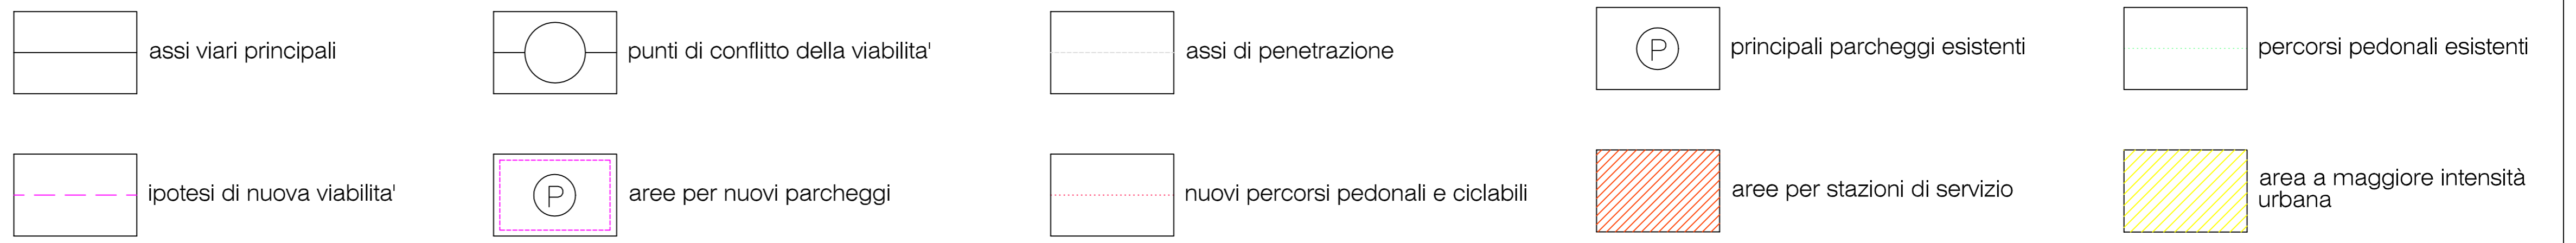 assi viari principali
punti di conflitto della viabilita'
assi di penetrazione
P
principali parcheggi esistenti
percorsi pedonali esistenti
ipotesi di nuova viabilita'
P
aree per nuovi parcheggi
nuovi percorsi pedonali e ciclabili
aree per stazioni di servizio
area a maggiore intensità
urbana